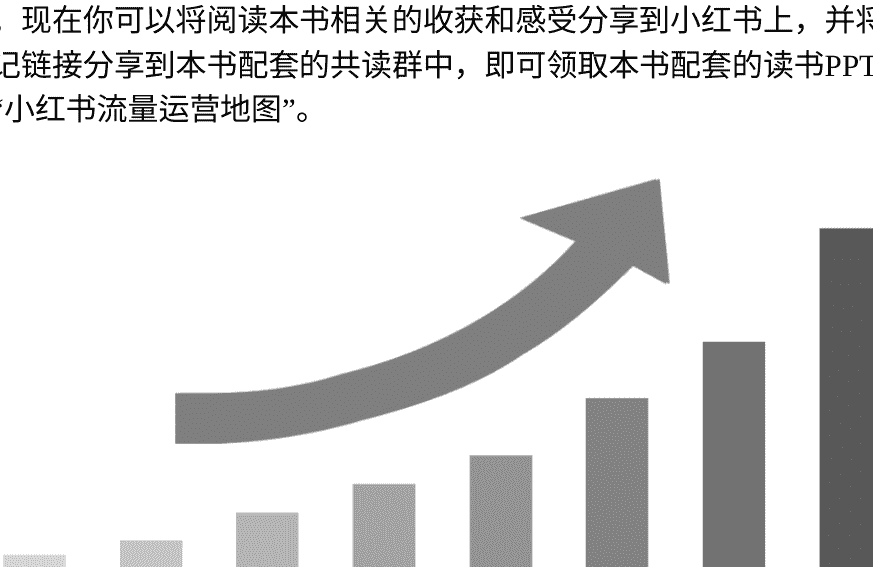 。现在你可以将阅读本书相关的收获和感受分享到小红书上，并将
记链接分享到本书配套的共读群中，即可领取本书配套的读书PPT
“小红书流量运营地图”。